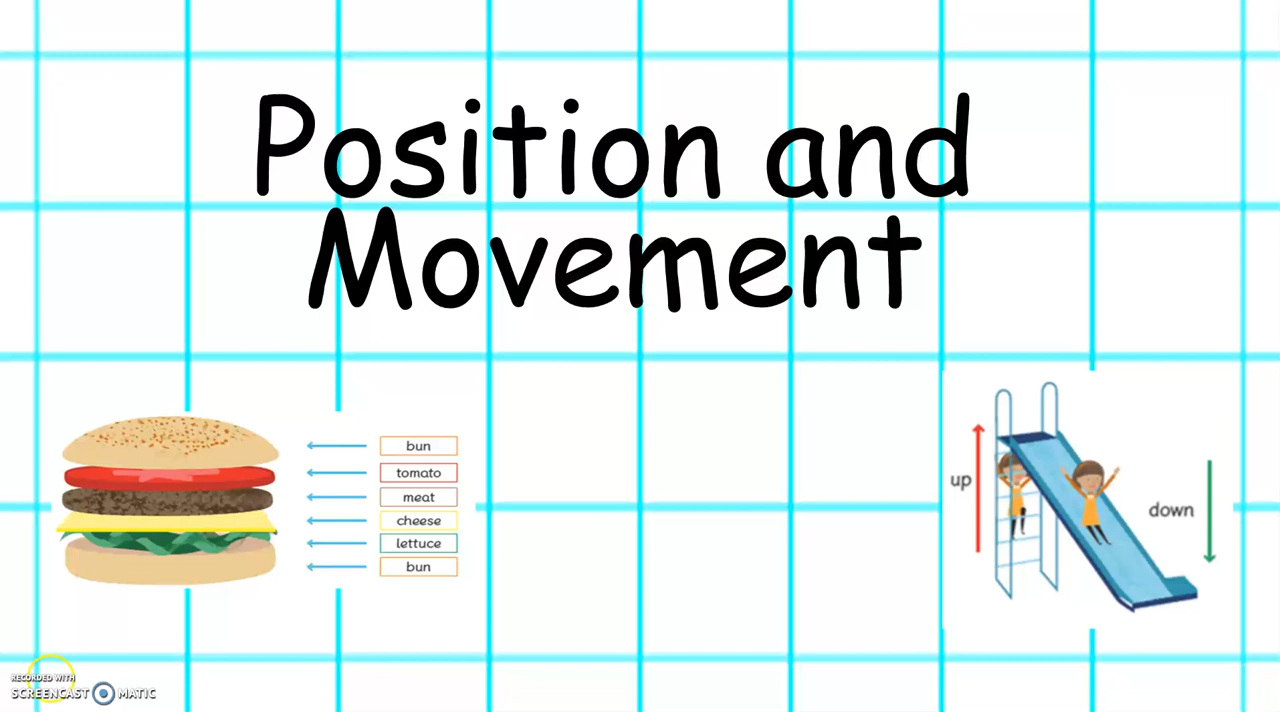 Position and
Movement
bun
tomato
meat
cheese
lettuce
bun
up
down
RECORDED WITH
SCREENCAST MATIC